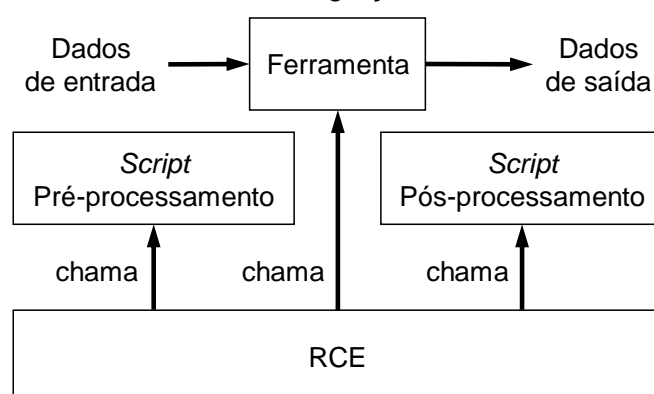 Dados
de entrada
Ferramenta
Dados
de saída
Script
Pré-processamento
Script
Pós-processamento
chama
chama
chama
RCE